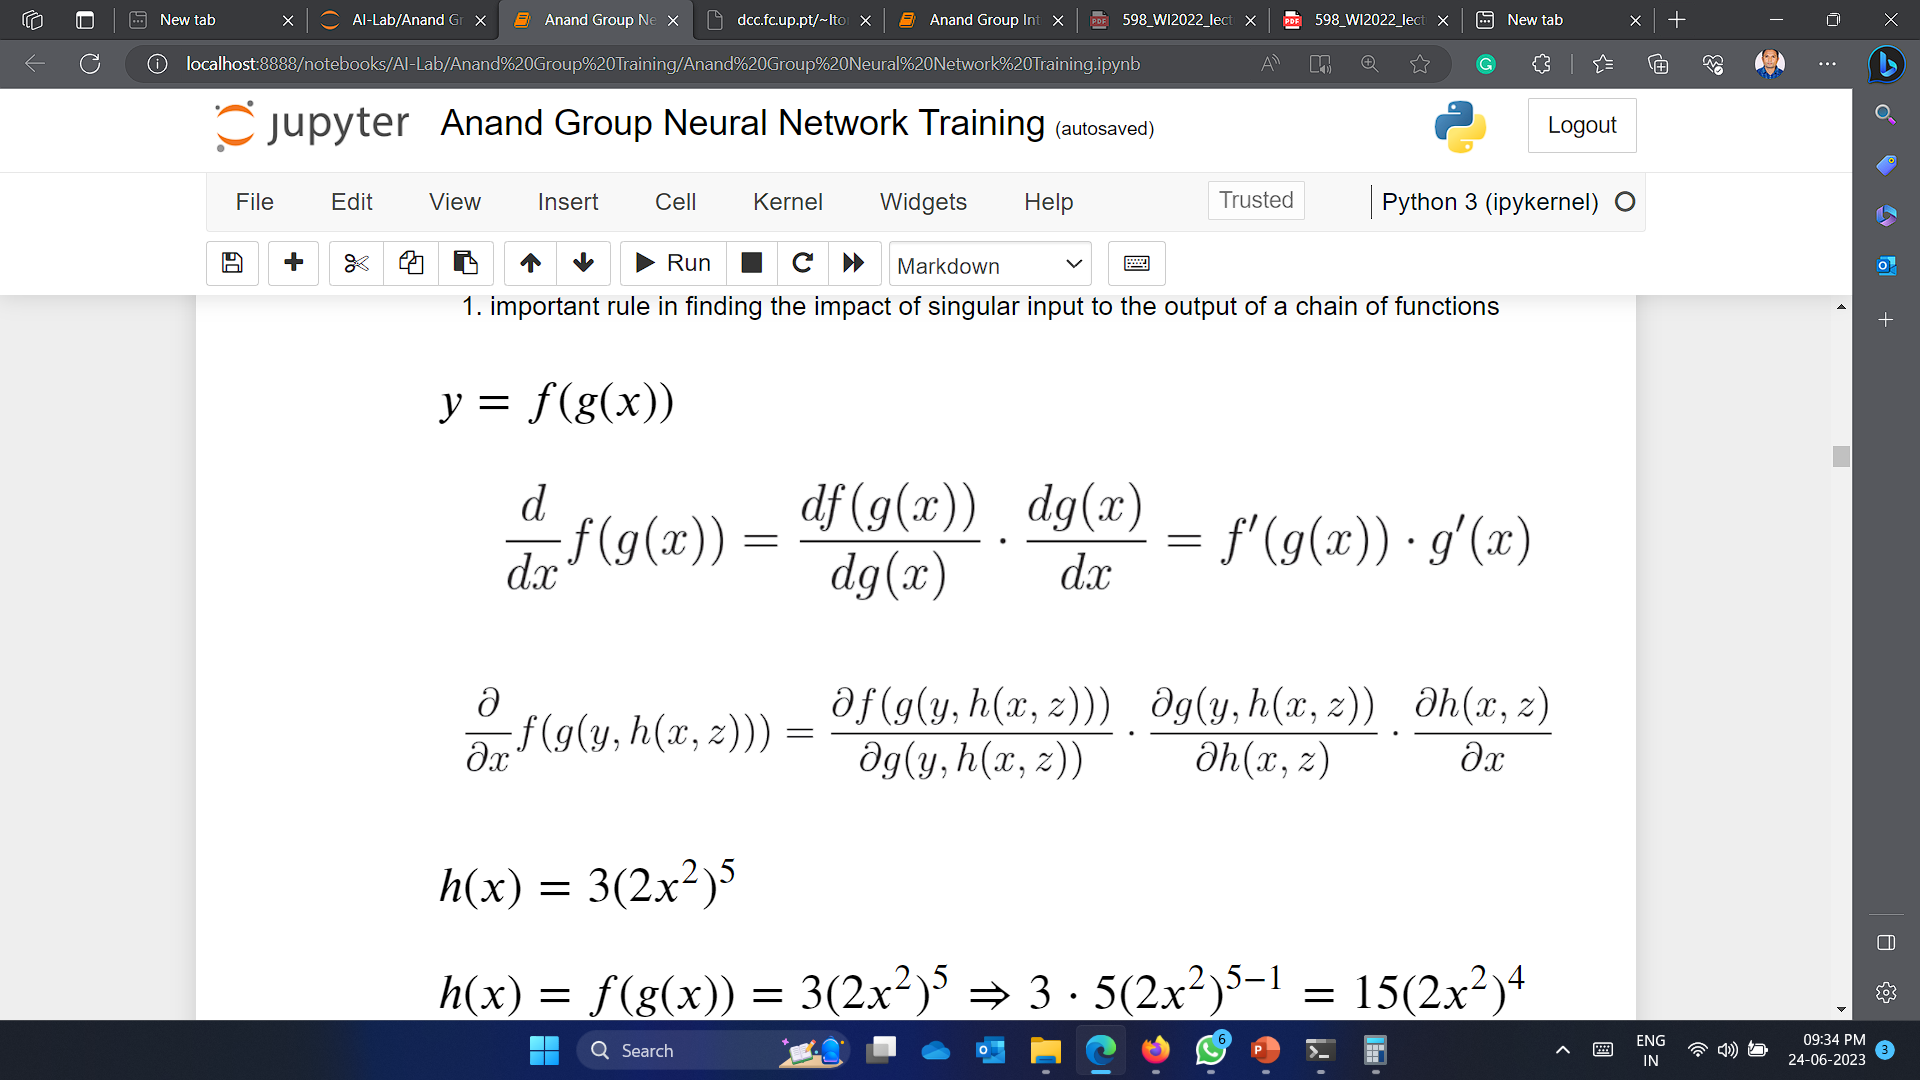 New tab
AI-Lab/Anand Gr
Anand Group Ne
dcc.fc.up.pt/~lto
Anand Group Int
598_WI2022_lect
598_WI2022_lect
New tab
localhost:8888/notebooks/AI-Lab/Anand%20Group%20Training/Anand%20Group%20Neural%20Network%20Training.ipynb
jupyter Anand Group Neural Network Training (autosaved)
Logout
File Edit View Insert Cell Kernel Widgets Help
Trusted
Python 3 (ipykernel)
Run
Markdown
1. important rule in finding the impact of singular input to the output of a chain of functions
y = f(g(x))
d/dx f(g(x)) = df(g(x))/dg(x) · dg(x)/dx = f′(g(x)) · g′(x)
∂/∂x f(g(y, h(x, z))) = ∂f(g(y, h(x, z)))/∂g(y, h(x, z)) · ∂g(y, h(x, z))/∂h(x, z) · ∂h(x, z)/∂x
h(x) = 3(2x²)⁵
h(x) = f(g(x)) = 3(2x²)⁵ ⇒ 3 · 5(2x²)⁵⁻¹ = 15(2x²)⁴
Search
6
ENG
IN
09:34 PM
24-06-2023
3